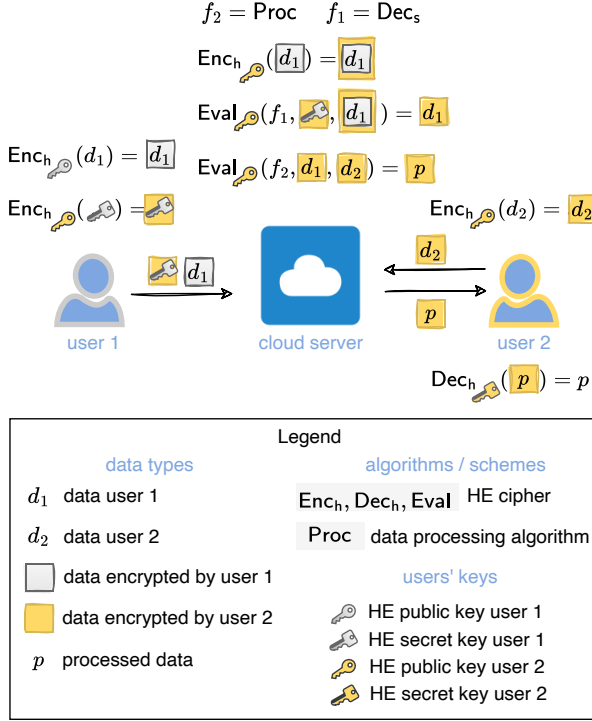 f₂ = Proc f₁ = Decₛ
Encₕ (d₁) = d₁
Eval (f₁, , d₁ ) = d₁
Eval (f₂, d₁, d₂) = p
Encₕ (d₁) = d₁
Encₕ ( ) =
Encₕ (d₂) = d₂
d₁
d₂
p
user 1
cloud server
user 2
Decₕ ( p ) = p
Legend
data types
d₁ data user 1
d₂ data user 2
data encrypted by user 1
data encrypted by user 2
p processed data
algorithms / schemes
Encₕ, Decₕ, Eval HE cipher
Proc data processing algorithm
users' keys
HE public key user 1
HE secret key user 1
HE public key user 2
HE secret key user 2